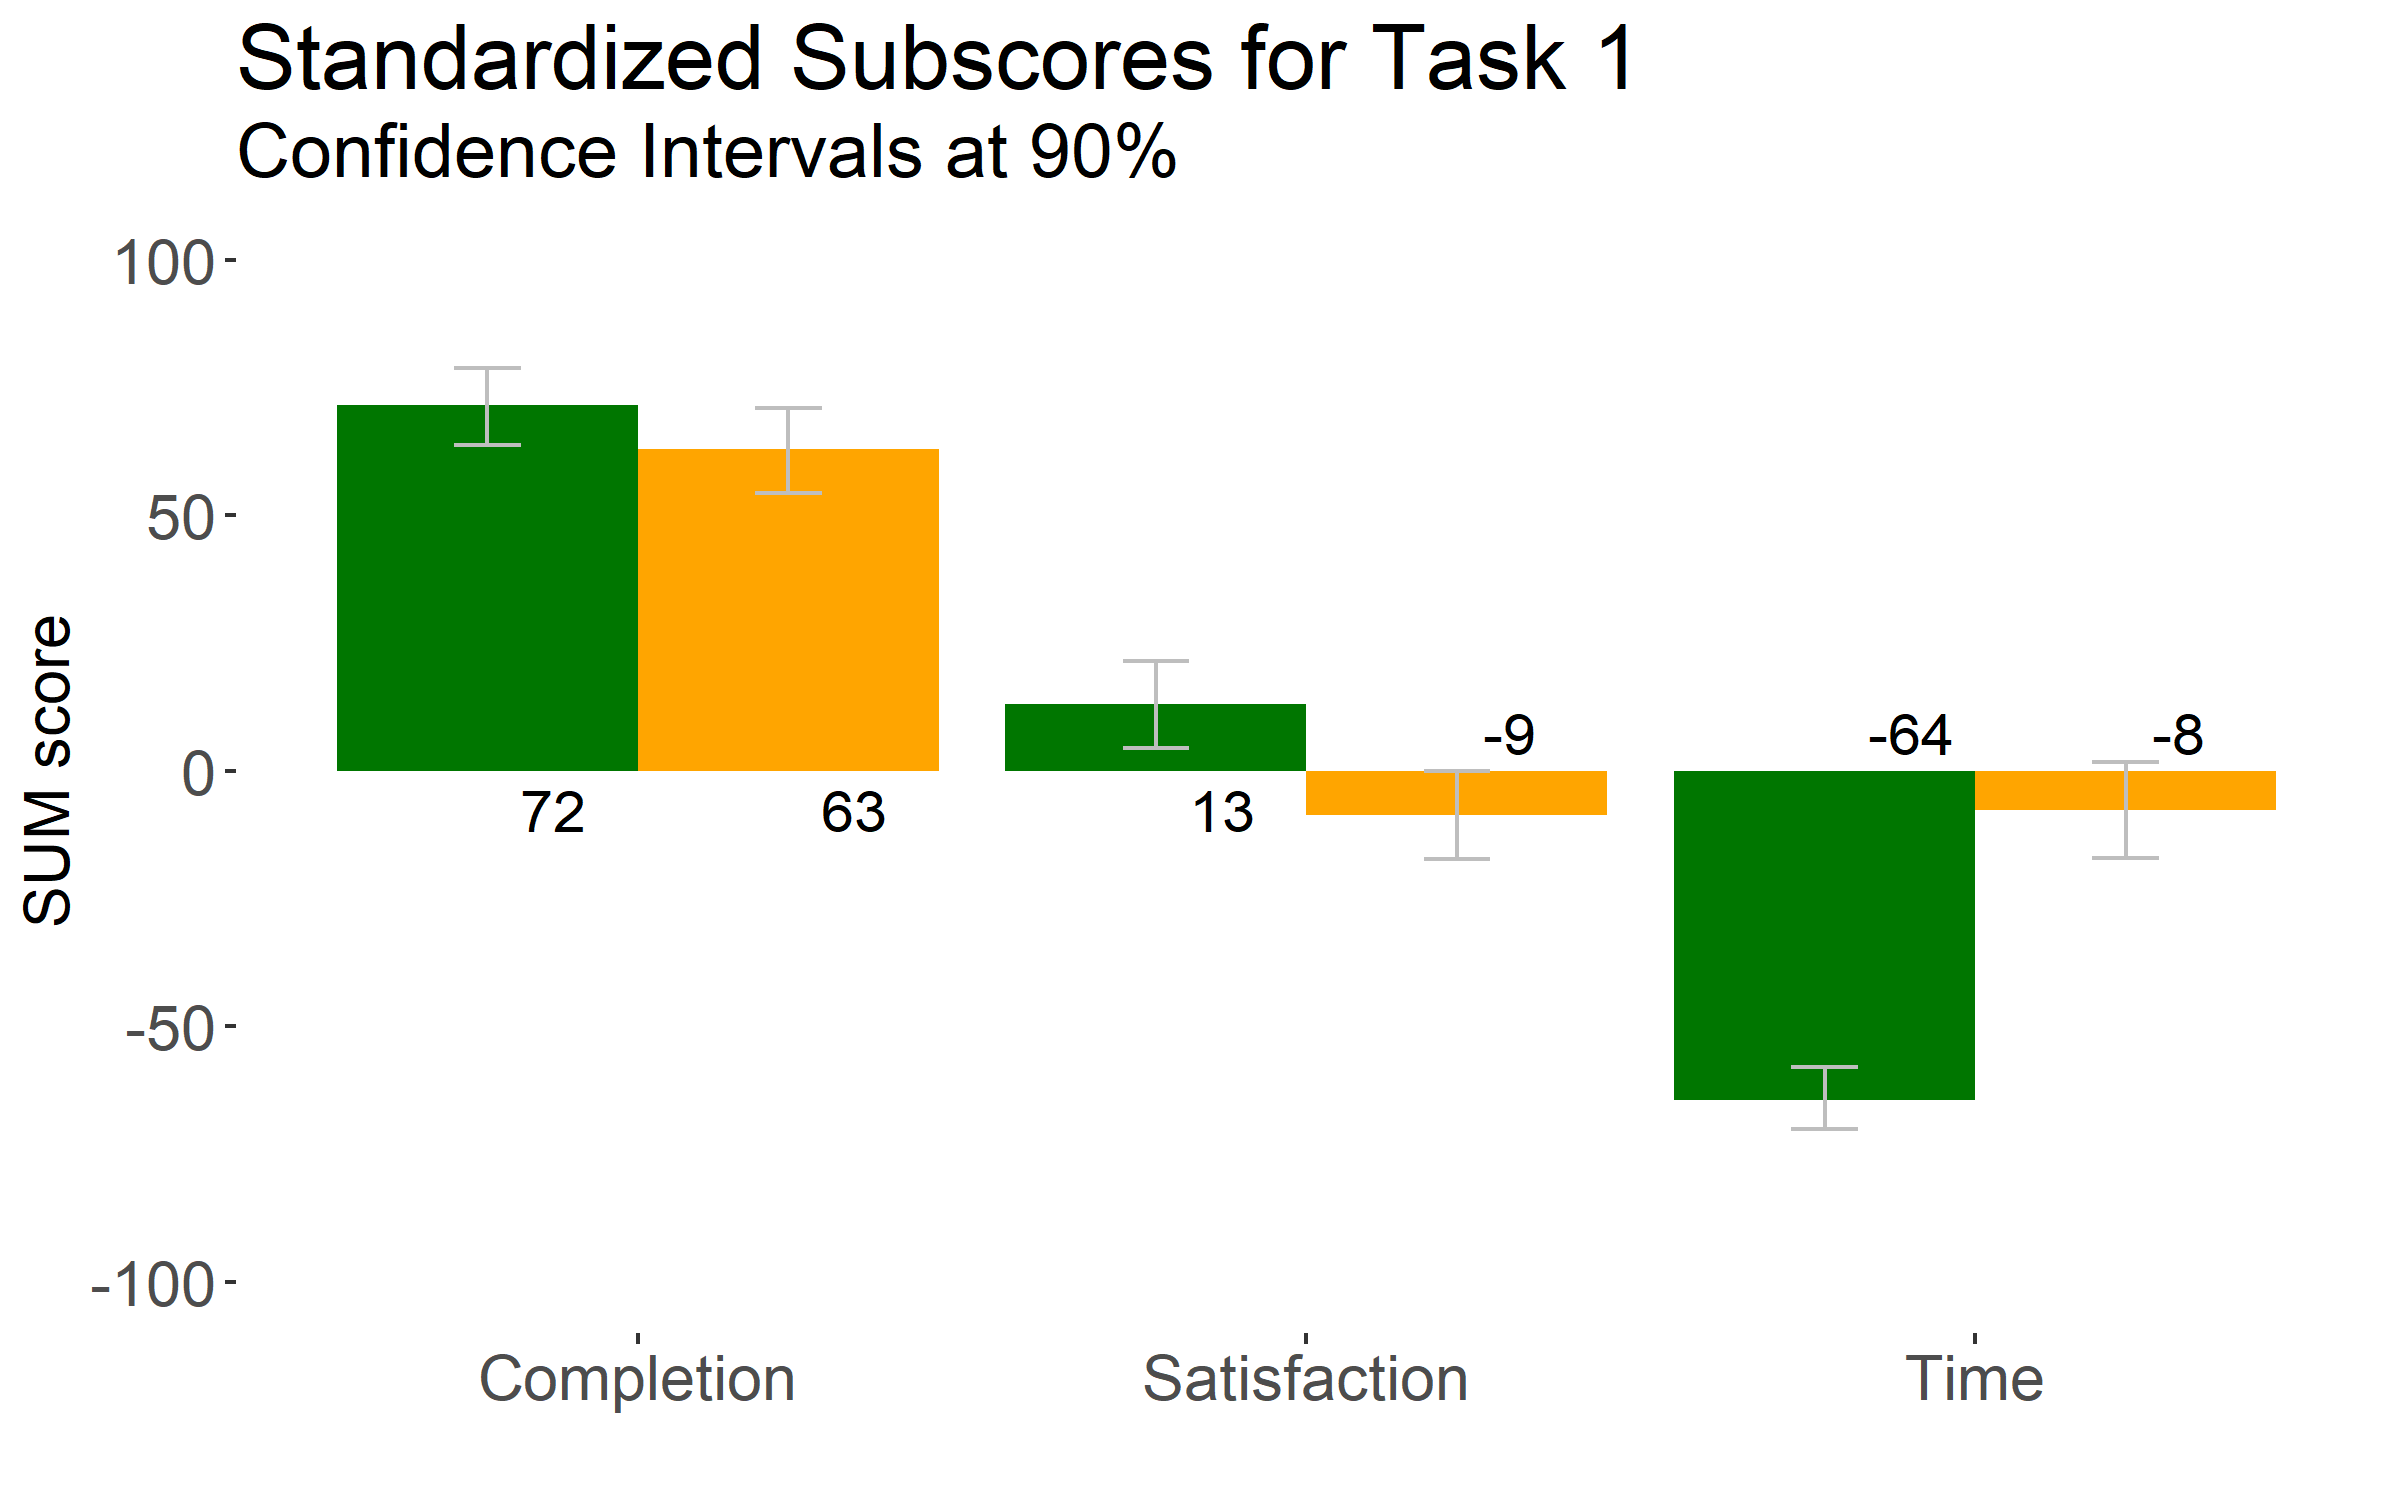 Standardized Subscores for Task 1
Confidence Intervals at 90%
100
50
0
-50
-100
SUM score
72
63
13
-9
-64
-8
Completion
Satisfaction
Time